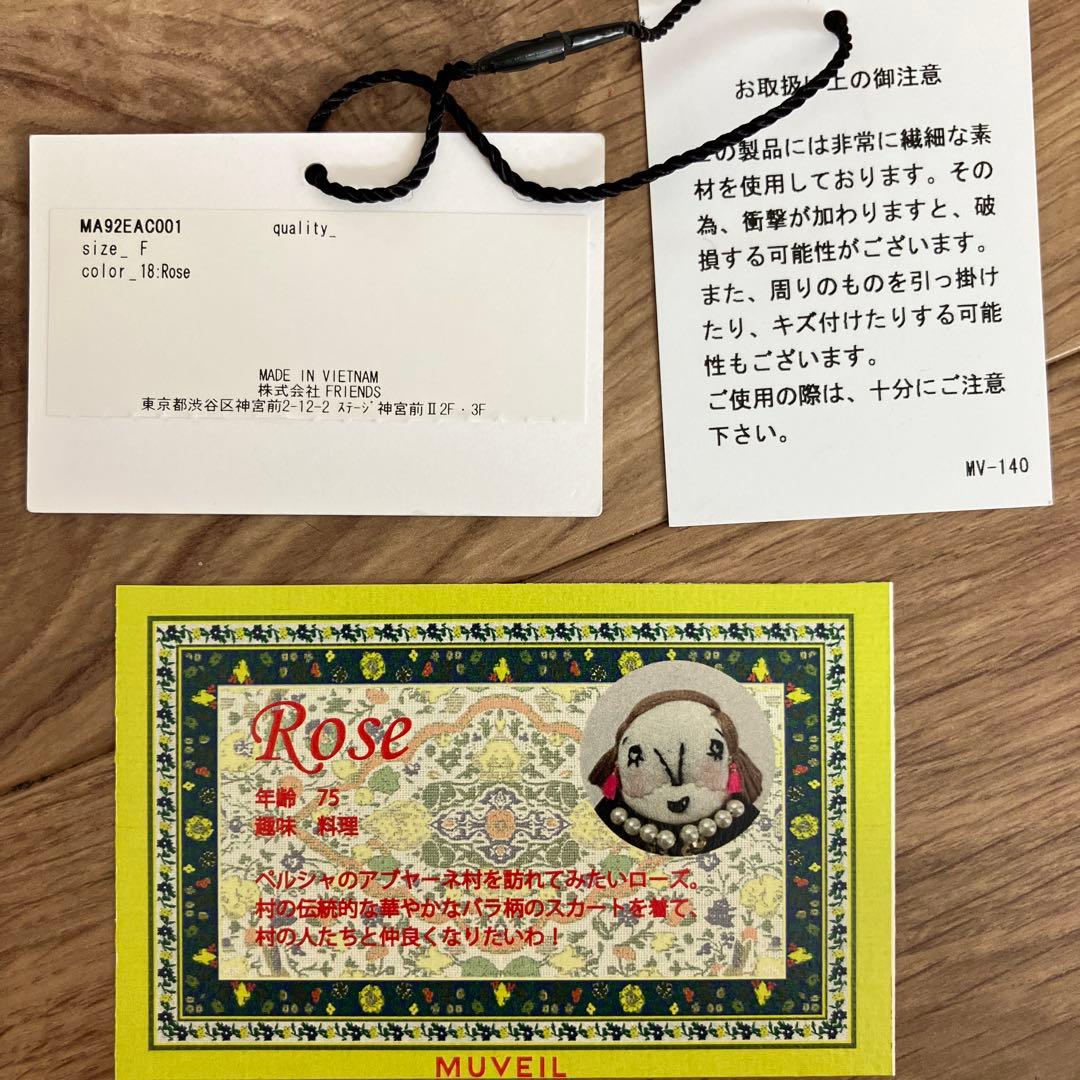 MA92EAC001
quality_
size_ F
color_18:Rose
MADE IN VIETNAM
株式会社 FRIENDS
東京都渋谷区神宮前2-12-2 ｽﾃｰｼﾞ神宮前Ⅱ2F・3F
お取扱い上の御注意
この製品には非常に繊細な素
材を使用しております。その
為、衝撃が加わりますと、破
損する可能性がございます。
また、周りのものを引っ掛け
たり、キズ付けたりする可能
性もございます。
ご使用の際は、十分にご注意
下さい。
MV-140
Rose
年齢 75
趣味 料理
ペルシャのアブヤーネ村を訪れてみたいローズ。
村の伝統的な華やかなバラ柄のスカートを着て、
村の人たちと仲良くなりたいわ！
MUVEIL